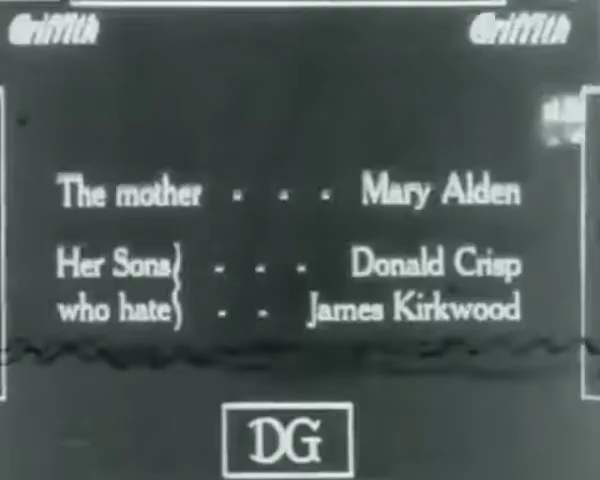 Griffith Griffith
The mother - - - Mary Alden
Her Sons} - - - Donald Crisp
who hate} - - James Kirkwood
DG